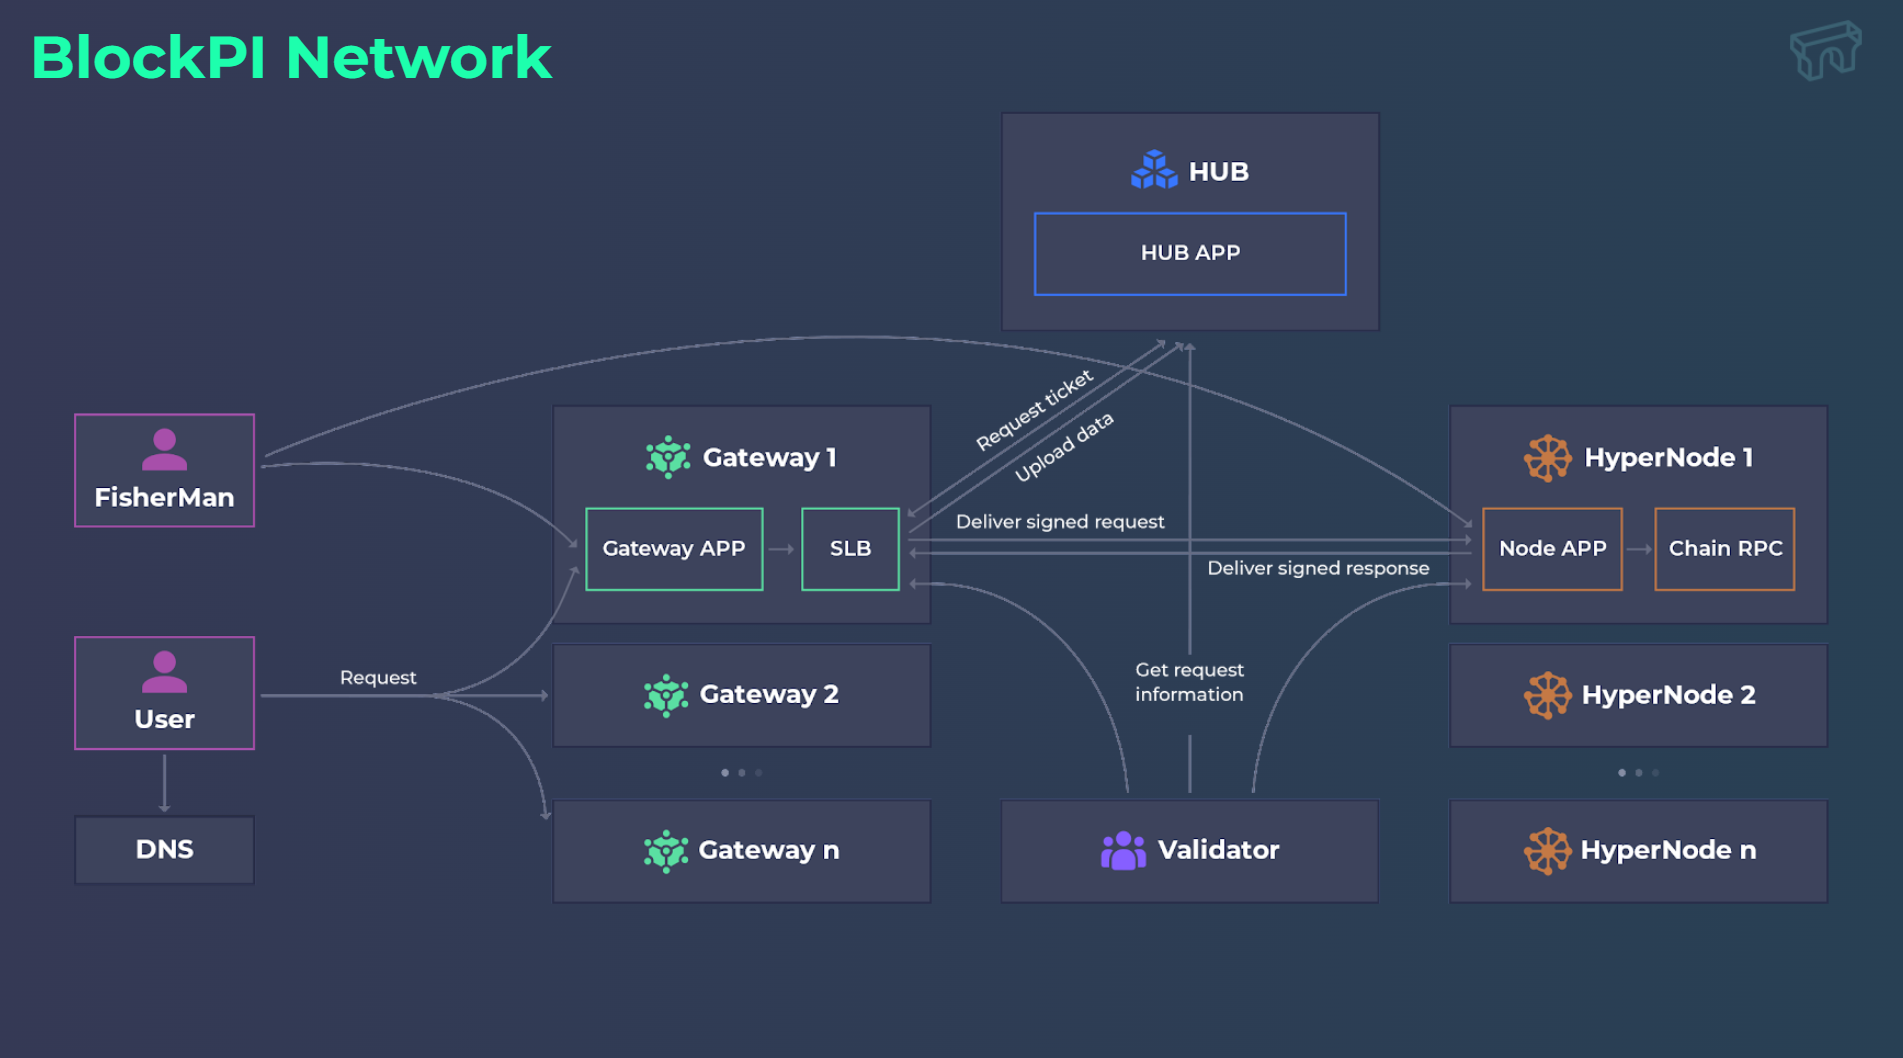 BlockPI Network
HUB
HUB APP
Request ticket
Upload data
FisherMan
Gateway 1
Gateway APP
SLB
Deliver signed request
Deliver signed response
HyperNode 1
Node APP
Chain RPC
User
Request
Gateway 2
Get request
information
HyperNode 2
DNS
Gateway n
Validator
HyperNode n